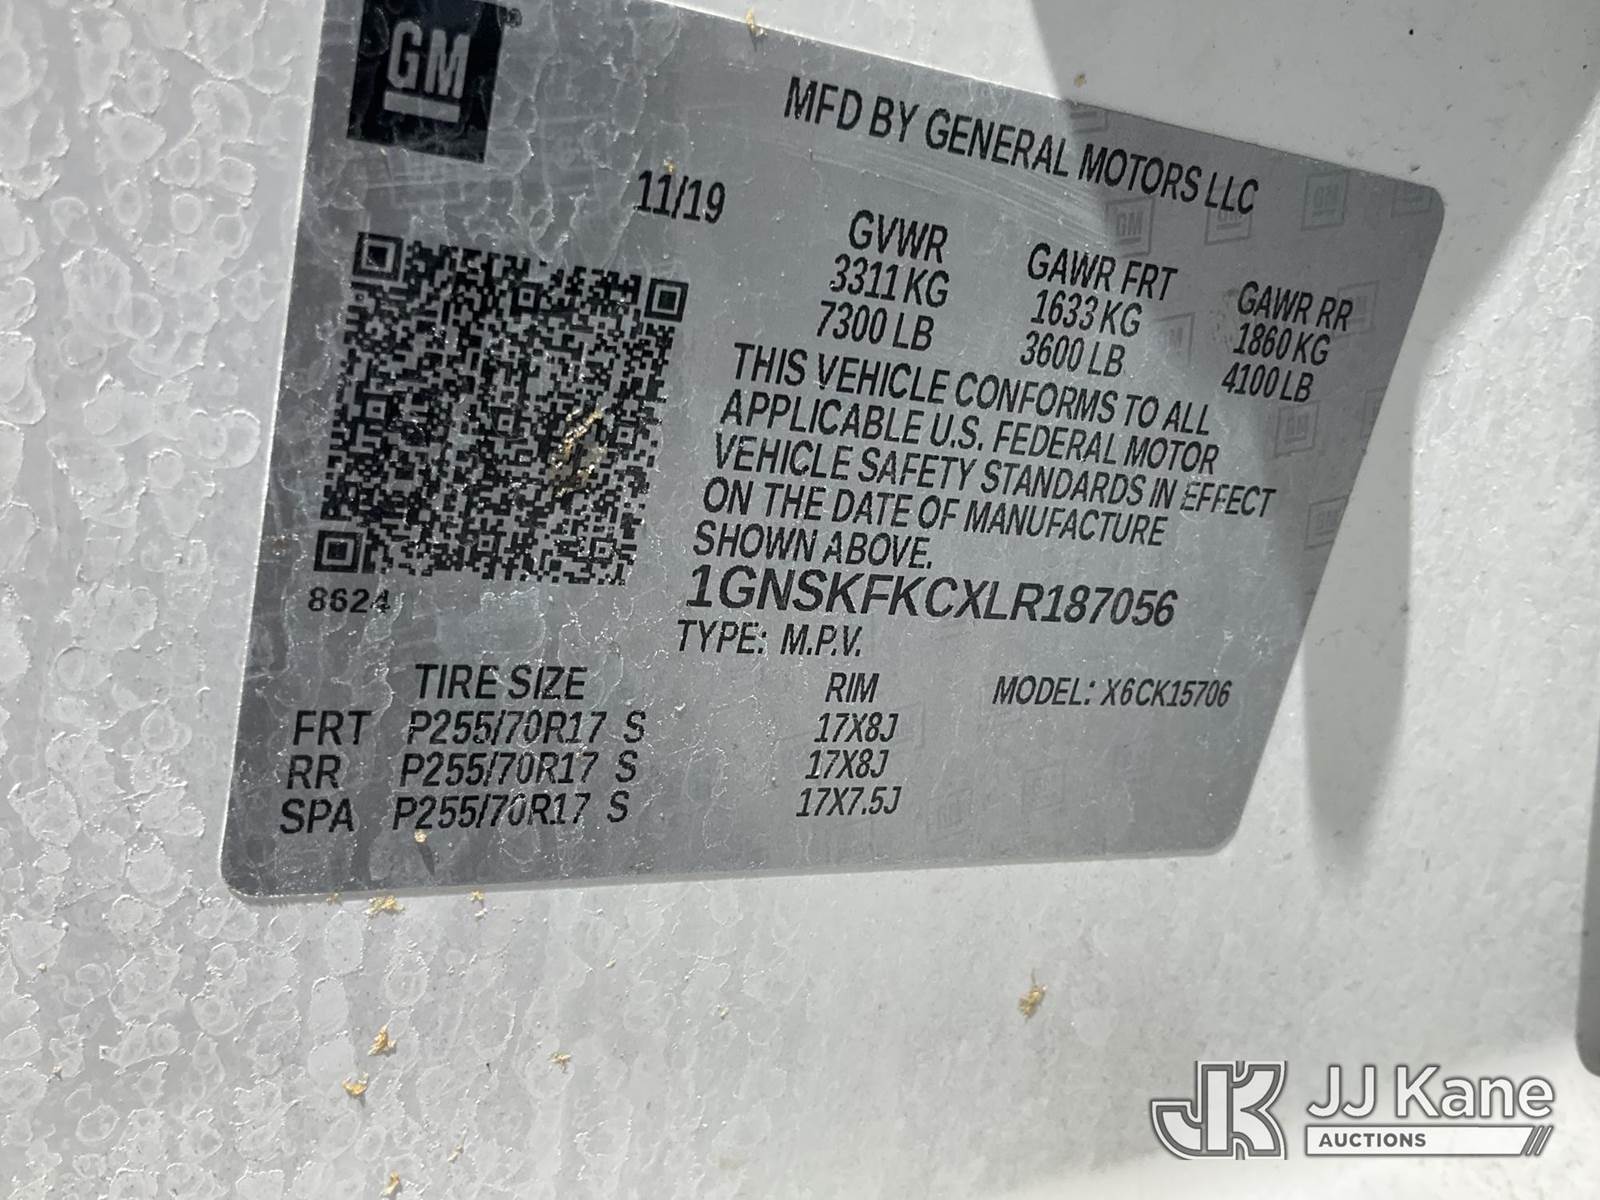 GM
MFD BY GENERAL MOTORS LLC
11/19
GVWR GAWR FRT GAWR RR
3311 KG 1633 KG 1860 KG
7300 LB 3600 LB 4100 LB
THIS VEHICLE CONFORMS TO ALL
APPLICABLE U.S. FEDERAL MOTOR
VEHICLE SAFETY STANDARDS IN EFFECT
ON THE DATE OF MANUFACTURE
SHOWN ABOVE.
1GNSKFKCXLR187056
8624
TYPE: M.P.V.
TIRE SIZE RIM MODEL: X6CK15706
FRT P255/70R17 S 17X8J
RR P255/70R17 S 17X8J
SPA P255/70R17 S 17X7.5J
JK JJ Kane
AUCTIONS